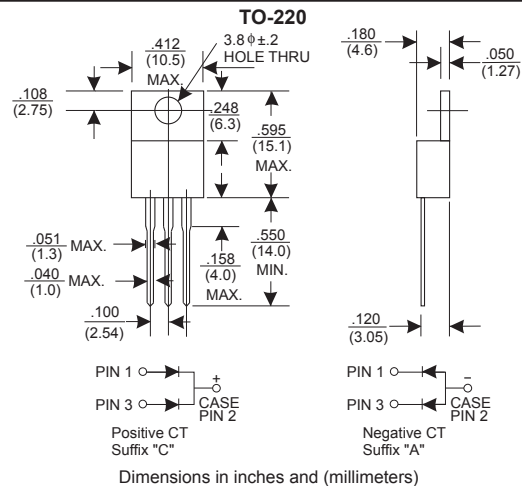 TO-220
.412
(10.5)
MAX.
3.8ϕ±.2
HOLE THRU
.180
(4.6)
.050
(1.27)
.108
(2.75)
.248
(6.3)
.595
(15.1)
MAX.
.051
(1.3)
MAX.
.040
(1.0)
MAX.
.158
(4.0)
MAX.
.550
(14.0)
MIN.
.100
(2.54)
.120
(3.05)
PIN 1
+
PIN 3
CASE
PIN 2
Positive CT
Suffix "C"
PIN 1
−
PIN 3
CASE
PIN 2
Negative CT
Suffix "A"
Dimensions in inches and (millimeters)